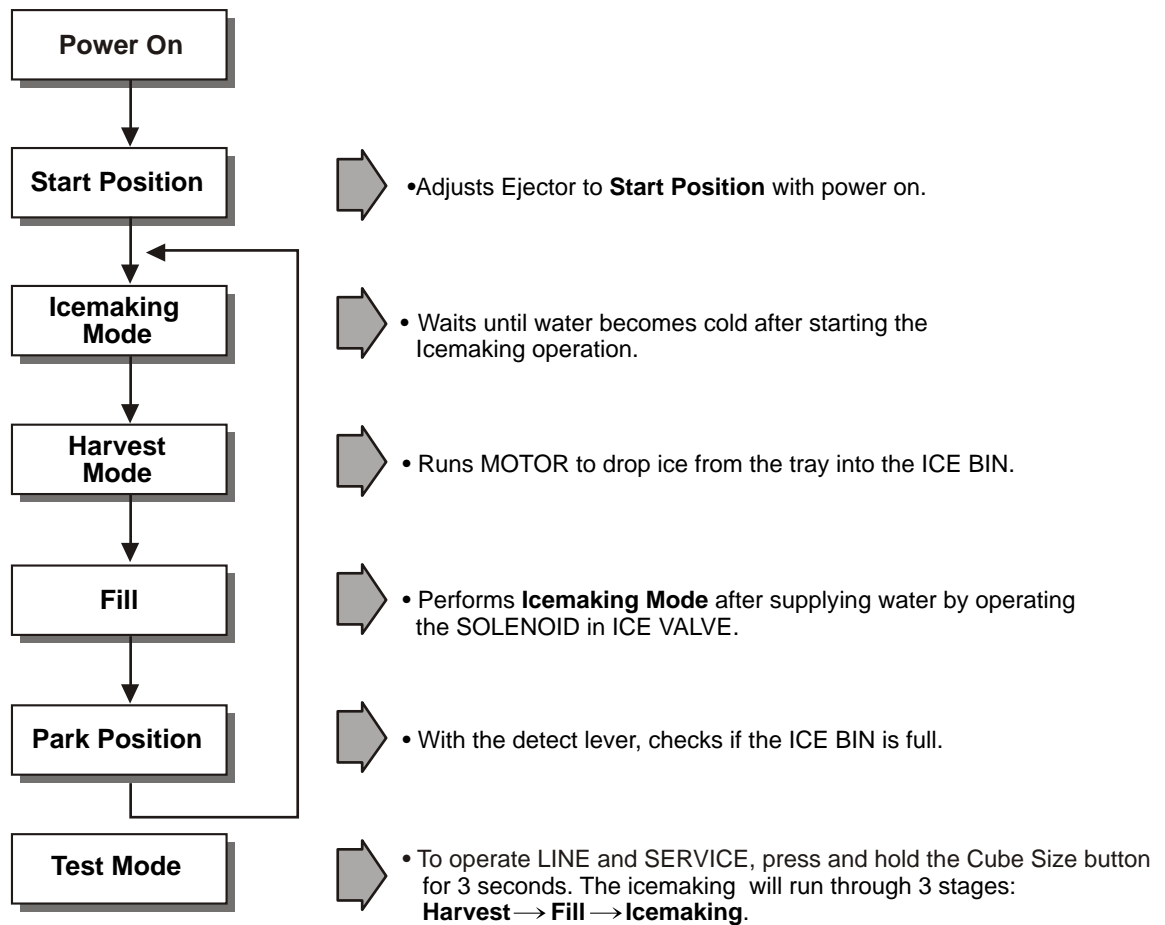 Power On
Start Position
•Adjusts Ejector to Start Position with power on.
Icemaking
Mode
• Waits until water becomes cold after starting the
Icemaking operation.
Harvest
Mode
• Runs MOTOR to drop ice from the tray into the ICE BIN.
Fill
• Performs Icemaking Mode after supplying water by operating
the SOLENOID in ICE VALVE.
Park Position
• With the detect lever, checks if the ICE BIN is full.
Test Mode
• To operate LINE and SERVICE, press and hold the Cube Size button
for 3 seconds. The icemaking will run through 3 stages:
Harvest→Fill→Icemaking.